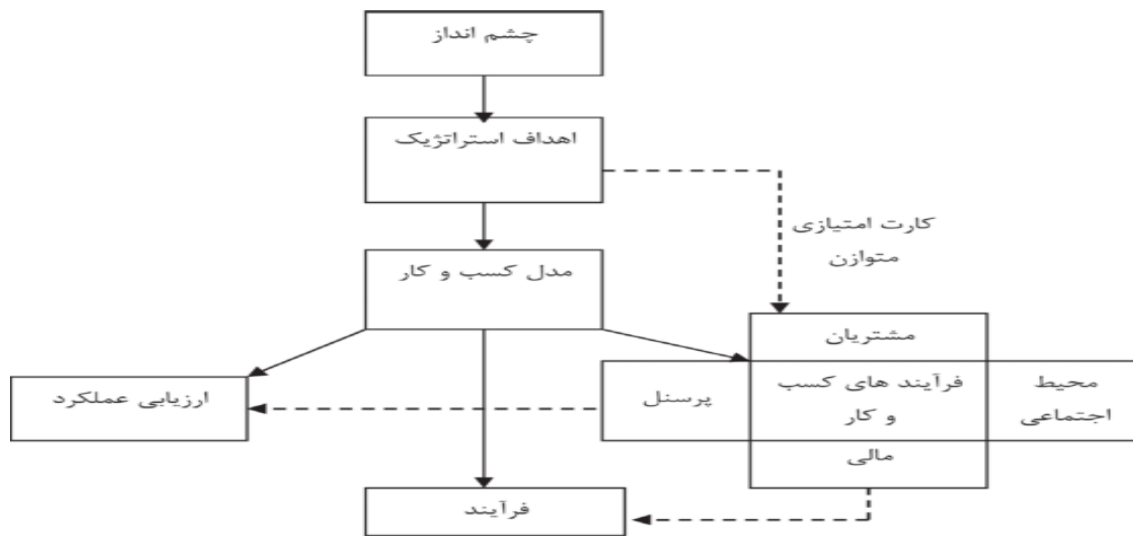 چشم انداز
اهداف استراتژیک
کارت امتیازی
متوازن
مدل کسب و کار
مشتریان
محیط
اجتماعی
فرآیند های کسب
و کار
پرسنل
ارزیابی عملکرد
مالی
فرآیند